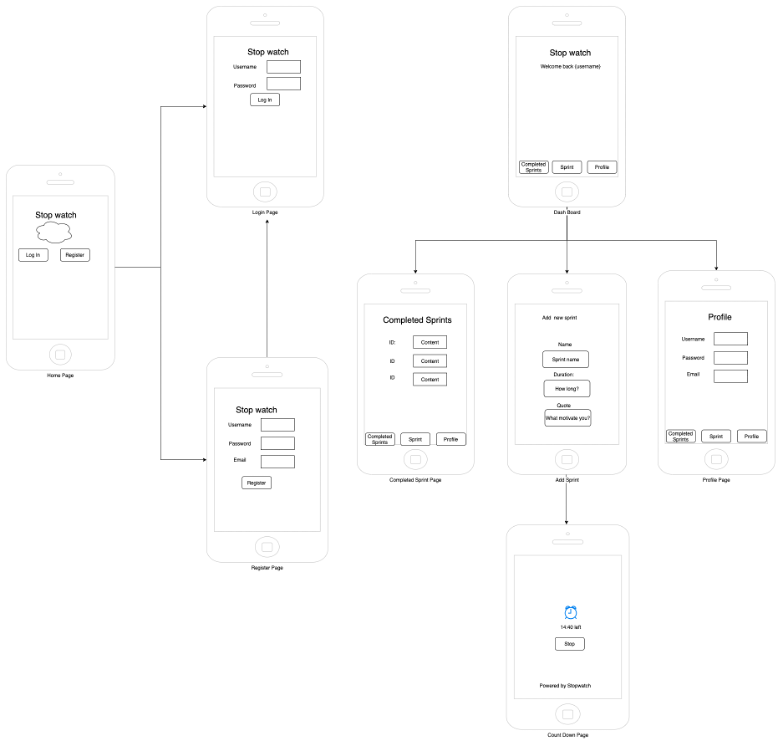 Stop watch
Log In
Register
Home Page
Stop watch
Username
Password
Log In
Login Page
Stop watch
Username
Password
Email
Register
Register Page
Stop watch
Welcome back (username)
Completed
Sprints
Sprint
Profile
Dash Board
Completed Sprints
ID:
Content
ID
Content
ID
Content
Completed
Sprints
Sprint
Profile
Completed Sprint Page
Add new sprint
Name
Sprint name
Duration:
How long?
Quote
What motivate you?
Add Sprint
Profile
Username
Password
Email
Completed
Sprints
Sprint
Profile
Profile Page
14:40 left
Stop
Powered by Stopwatch
Count Down Page